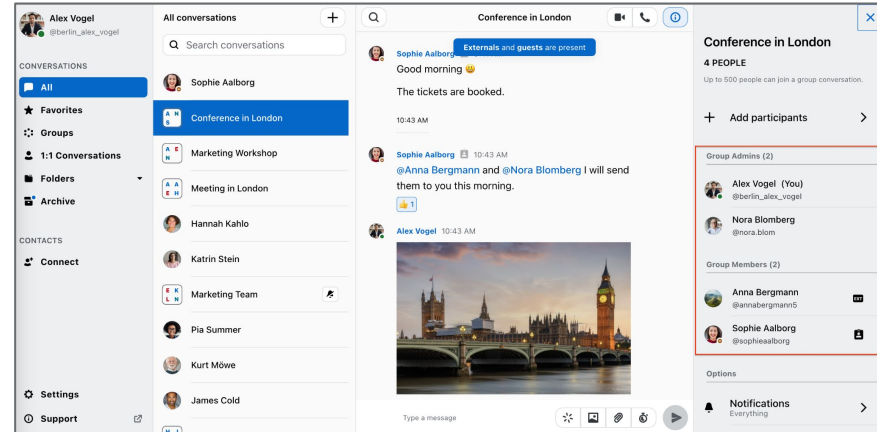 Alex Vogel
@berlin_alex_vogel
CONVERSATIONS
All
Favorites
Groups
1:1 Conversations
Folders
Archive
CONTACTS
Connect
Settings
Support
All conversations
Search conversations
Sophie Aalborg
A N
S
Conference in London
A E
N
Marketing Workshop
A A
E H
Meeting in London
Hannah Kahlo
Katrin Stein
E K
L N
Marketing Team
Pia Summer
Kurt Möwe
James Cold
Conference in London
Externals and guests are present
Sophie Aalborg
Good morning 😀
The tickets are booked.
10:43 AM
Sophie Aalborg 10:43 AM
@Anna Bergmann and @Nora Blomberg I will send
them to you this morning.
👍 1
Alex Vogel 10:43 AM
Type a message
Conference in London
4 PEOPLE
Up to 500 people can join a group conversation.
Add participants
Group Admins (2)
Alex Vogel (You)
@berlin_alex_vogel
Nora Blomberg
@nora.blom
Group Members (2)
Anna Bergmann
@annabergmann5
EXT
Sophie Aalborg
@sophieaalborg
Options
Notifications
Everything